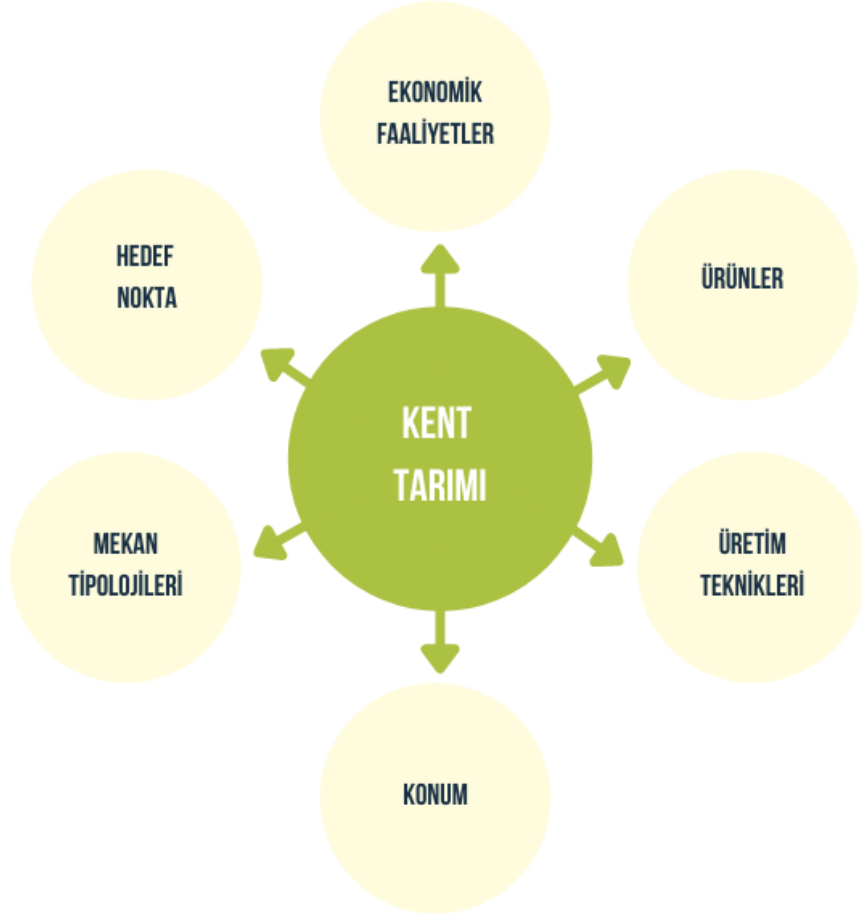 EKONOMİK
FAALİYETLER
HEDEF
NOKTA
ÜRÜNLER
KENT
TARIMI
MEKAN
TİPOLOJİLERİ
ÜRETİM
TEKNİKLERİ
KONUM